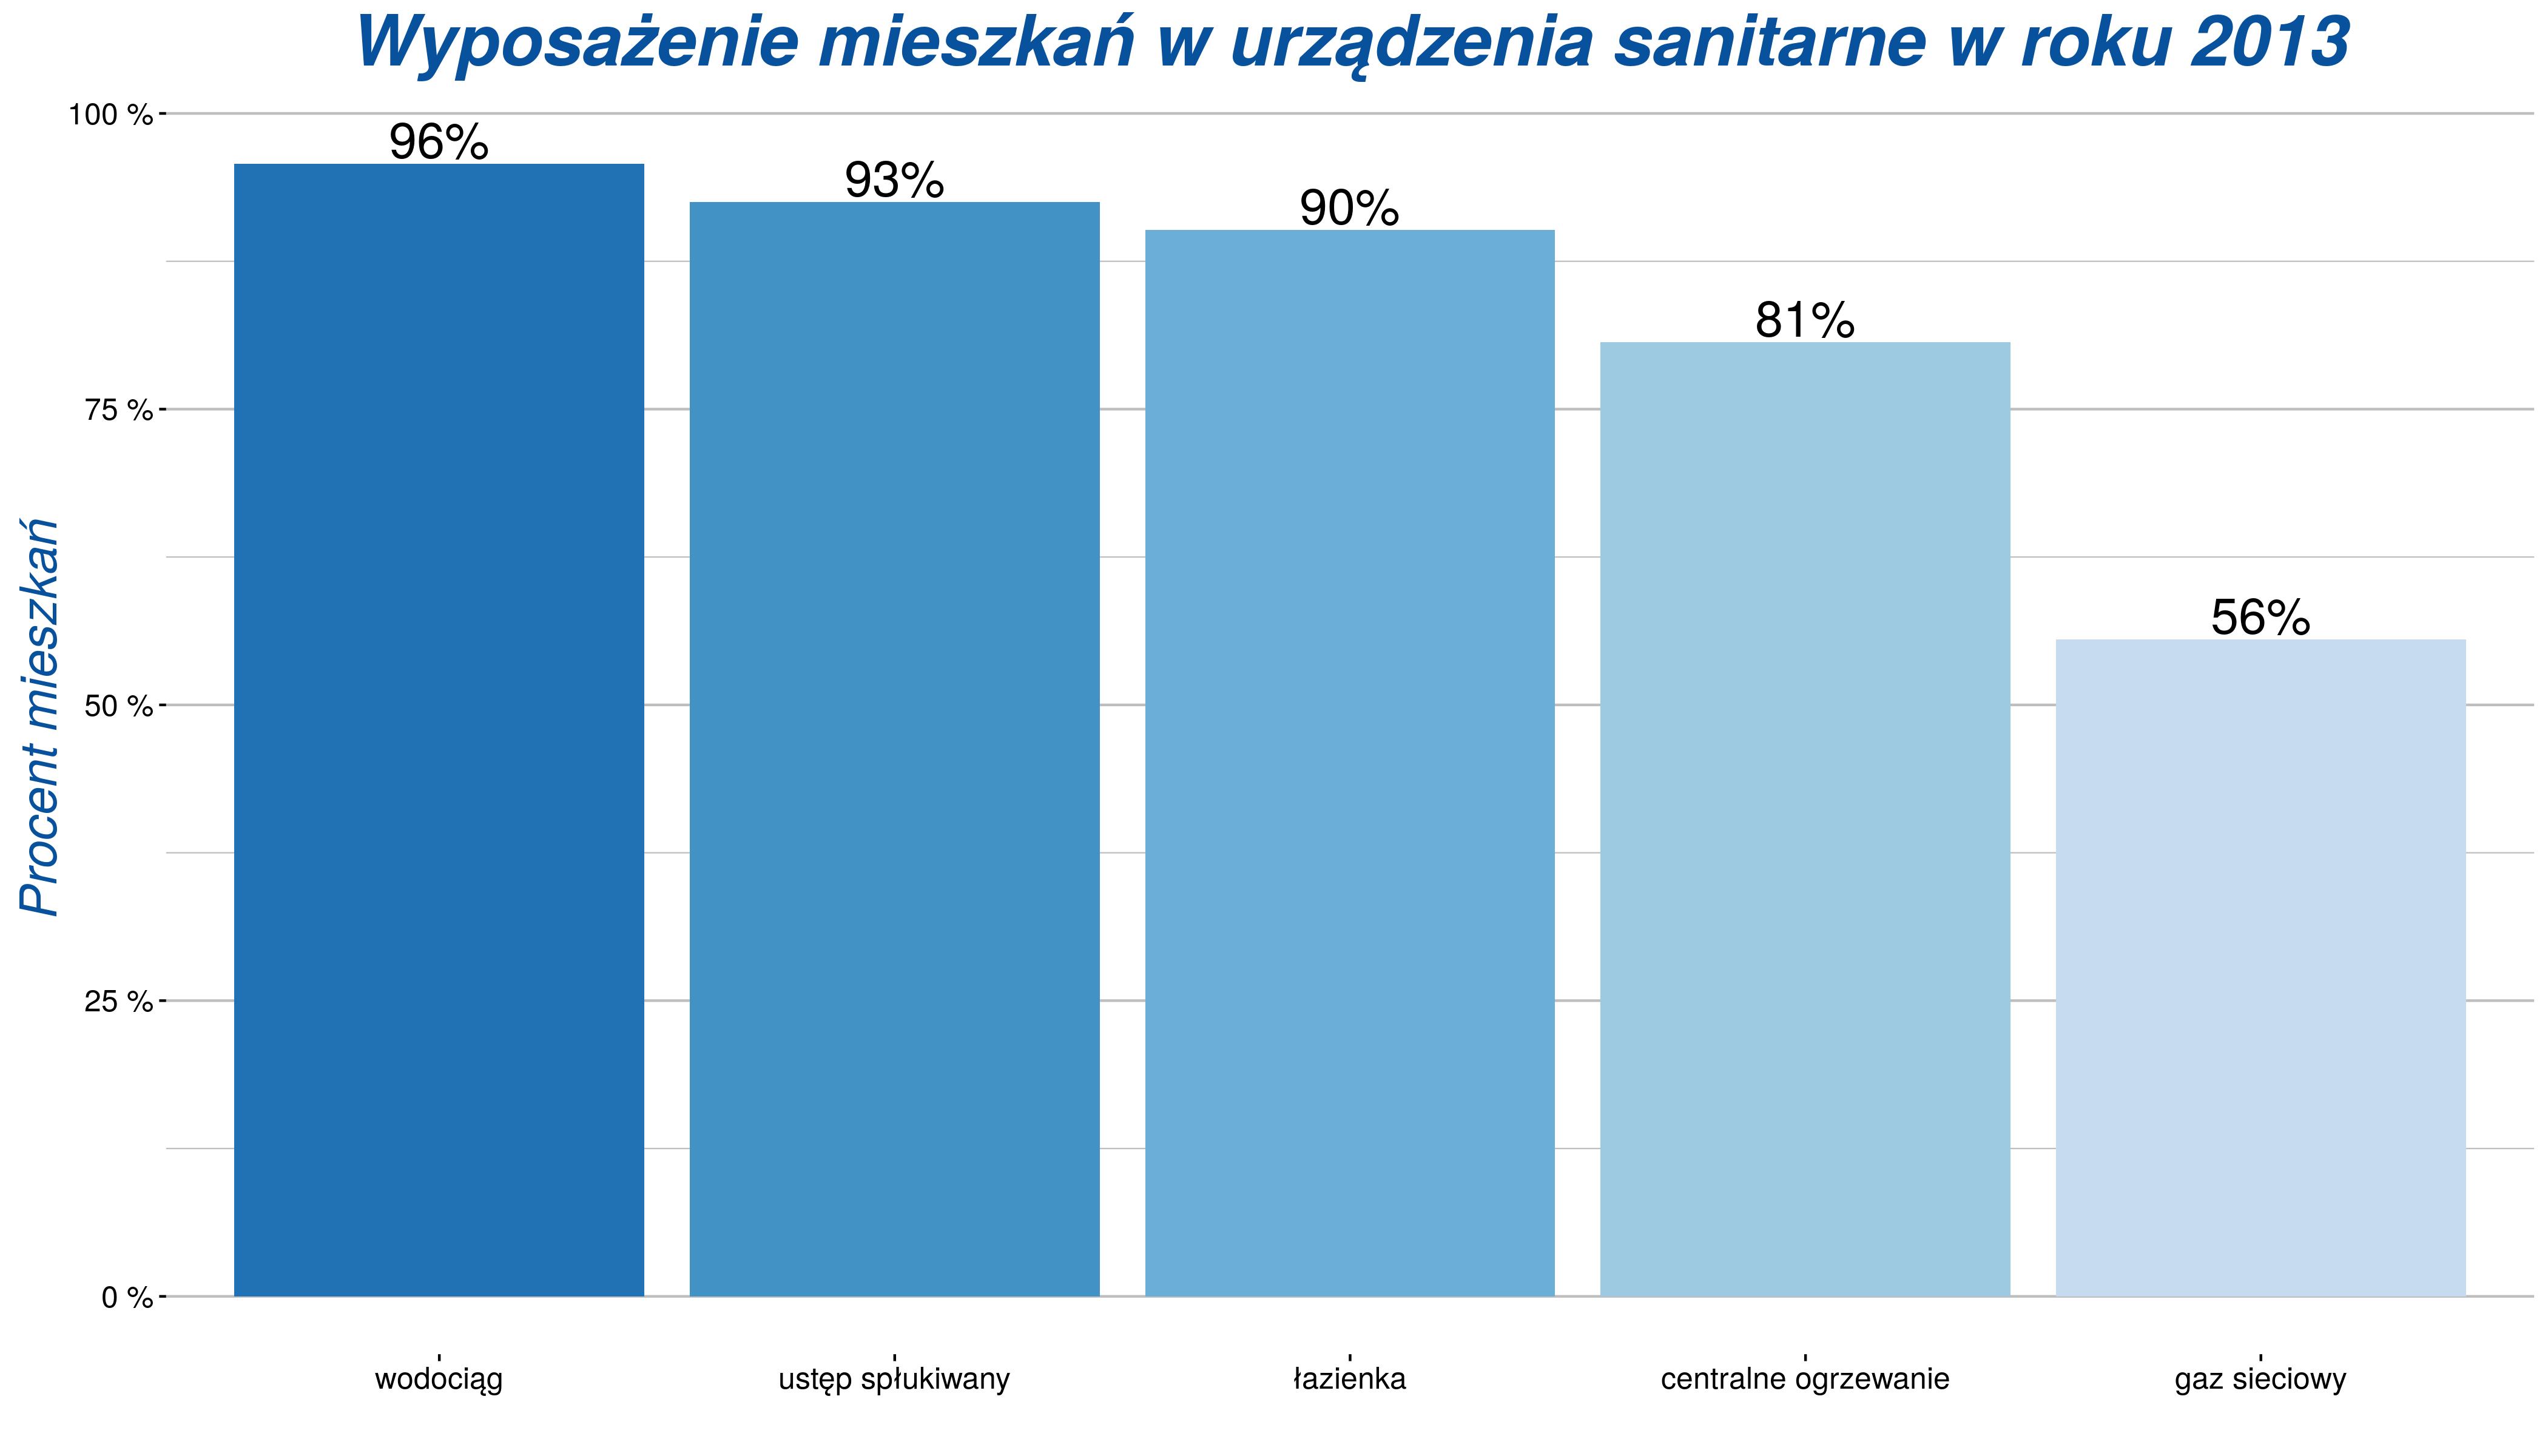 Wyposażenie mieszkań w urządzenia sanitarne w roku 2013
Procent mieszkań
100 %
75 %
50 %
25 %
0 %
96%
93%
90%
81%
56%
wodociąg
ustęp spłukiwany
łazienka
centralne ogrzewanie
gaz sieciowy